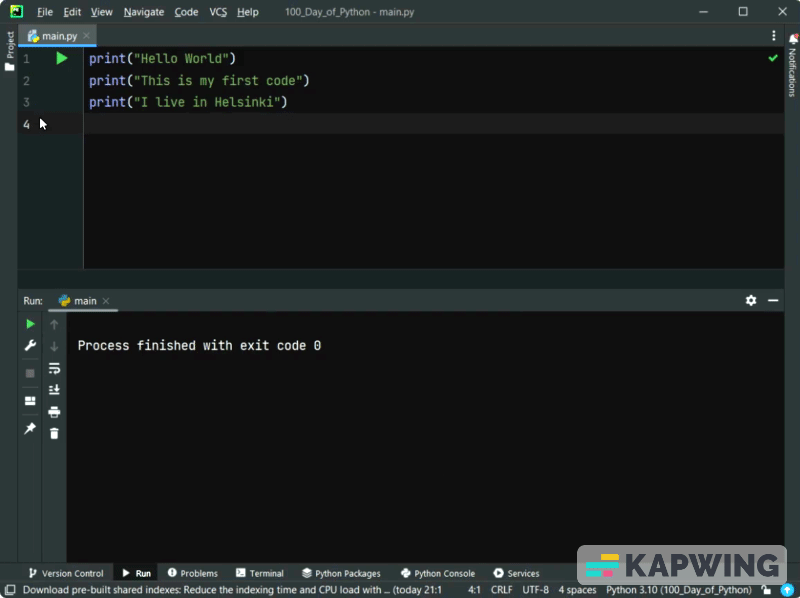 File Edit View Navigate Code VCS Help 100_Day_of_Python - main.py
main.py
Project
Notifications
1 print("Hello World")
2 print("This is my first code")
3 print("I live in Helsinki")
4
Run: main
Process finished with exit code 0
Version Control Run Problems Terminal Python Packages Python Console Services
Download pre-built shared indexes: Reduce the indexing time and CPU load with ... (today 21:1 4:1 CRLF UTF-8 4 spaces Python 3.10 (100_Day_of_Python)
KAPWING